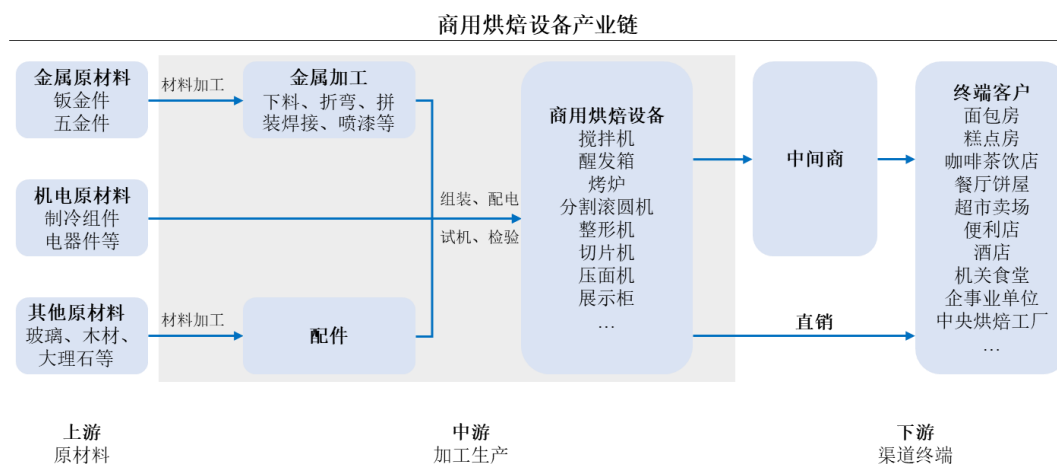 商用烘焙设备产业链
金属原材料
钣金件
五金件
材料加工
金属加工
下料、折弯、拼
装焊接、喷漆等
机电原材料
制冷组件
电器件等
组装、配电
试机、检验
其他原材料
玻璃、木材、
大理石等
材料加工
配件
商用烘焙设备
搅拌机
醒发箱
烤炉
分割滚圆机
整形机
切片机
压面机
展示柜
…
中间商
直销
终端客户
面包房
糕点房
咖啡茶饮店
餐厅饼屋
超市卖场
便利店
酒店
机关食堂
企事业单位
中央烘焙工厂
…
上游
原材料
中游
加工生产
下游
渠道终端